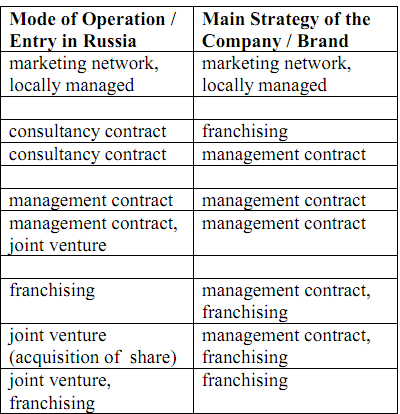 Mode of Operation / Main Strategy of the
Entry in Russia Company / Brand
marketing network, marketing network,
locally managed locally managed
consultancy contract franchising
consultancy contract management contract
management contract management contract
management contract, management contract
joint venture
franchising management contract,
franchising
joint venture management contract,
(acquisition of share) franchising
joint venture, franchising
franchising